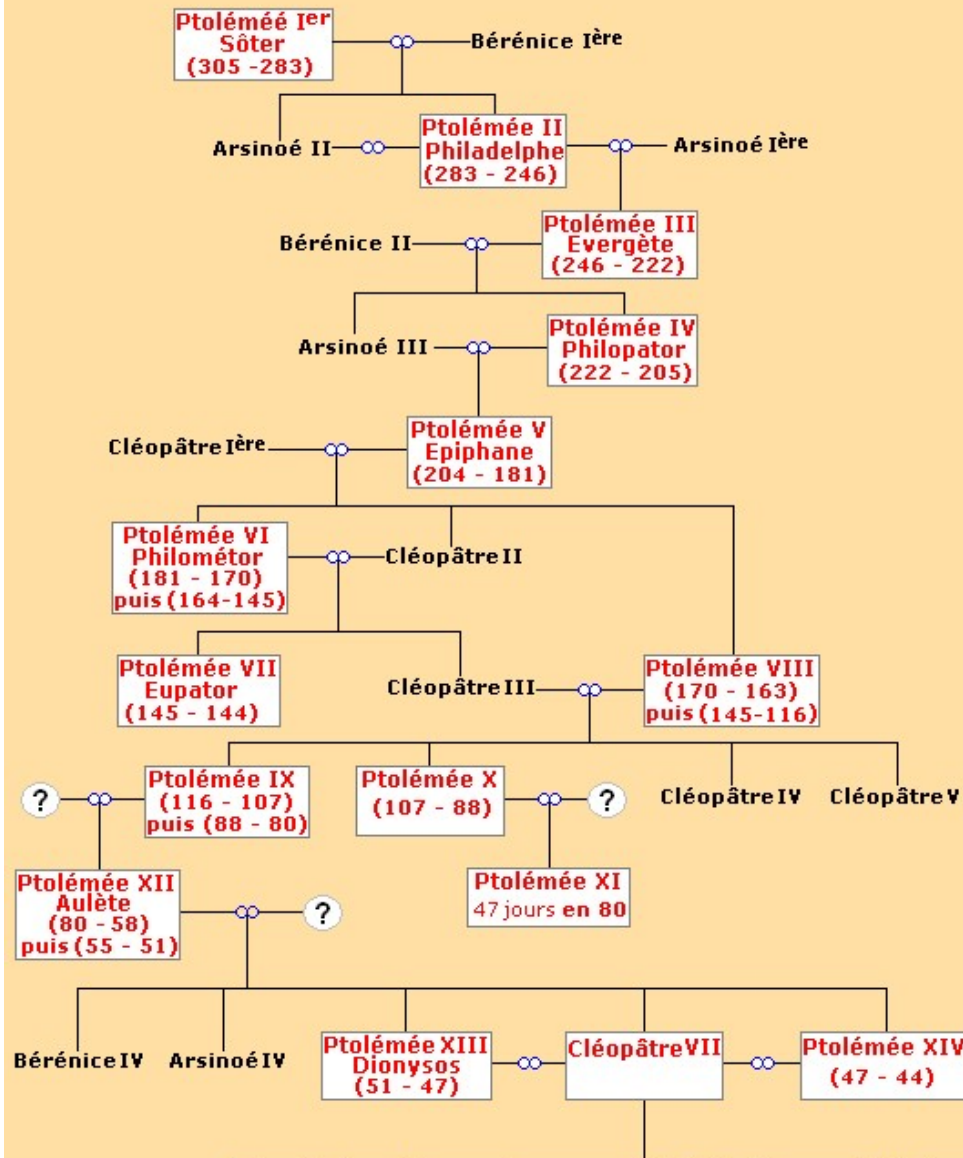 Ptoléméé Ier
Sôter
(305 -283)
Bérénice Ière
Arsinoé II
Ptolémée II
Philadelphe
(283 - 246)
Arsinoé Ière
Bérénice II
Ptolémée III
Evergète
(246 - 222)
Arsinoé III
Ptolémée IV
Philopator
(222 - 205)
Cléopâtre Ière
Ptolémée V
Epiphane
(204 - 181)
Ptolémée VI
Philométor
(181 - 170)
puis (164-145)
Cléopâtre II
Ptolémée VII
Eupator
(145 - 144)
Cléopâtre III
Ptolémée VIII
(170 - 163)
puis (145-116)
?
Ptolémée IX
(116 - 107)
puis (88 - 80)
Ptolémée X
(107 - 88)
?
Cléopâtre IV
Cléopâtre V
Ptolémée XII
Aulète
(80 - 58)
puis (55 - 51)
?
Ptolémée XI
47 jours en 80
Bérénice IV
Arsinoé IV
Ptolémée XIII
Dionysos
(51 - 47)
Cléopâtre VII
Ptolémée XIV
(47 - 44)